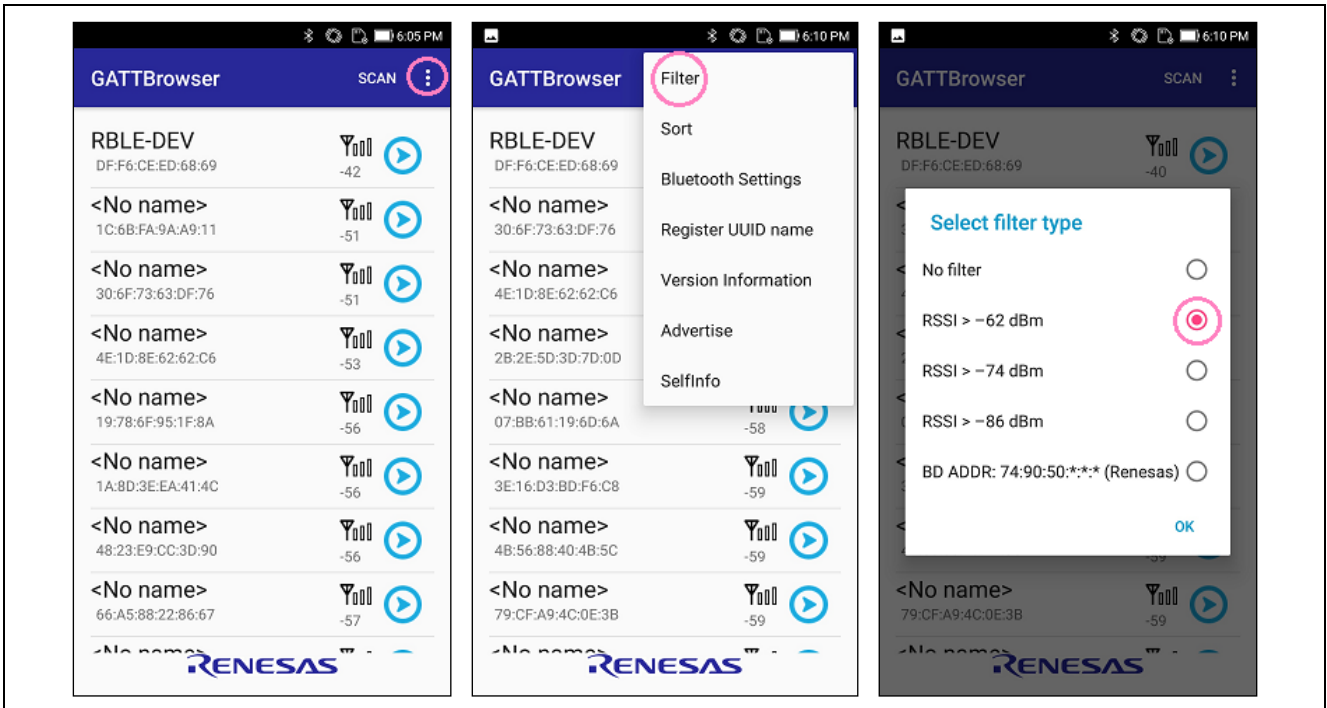 6:05 PM
GATTBrowser SCAN
RBLE-DEV
DF:F6:CE:ED:68:69 -42
<No name>
1C:6B:FA:9A:A9:11 -51
<No name>
30:6F:73:63:DF:76 -51
<No name>
4E:1D:8E:62:62:C6 -53
<No name>
19:78:6F:95:1F:8A -56
<No name>
1A:8D:3E:EA:41:4C -56
<No name>
48:23:E9:CC:3D:90 -56
<No name>
66:A5:88:22:86:67 -57
RENESAS
6:10 PM
GATTBrowser
Filter
Sort
Bluetooth Settings
Register UUID name
Version Information
Advertise
SelfInfo
RBLE-DEV
DF:F6:CE:ED:68:69
<No name>
30:6F:73:63:DF:76
<No name>
4E:1D:8E:62:62:C6
<No name>
2B:2E:5D:3D:7D:0D
<No name>
07:BB:61:19:6D:6A -58
<No name>
3E:16:D3:BD:F6:C8 -59
<No name>
4B:56:88:40:4B:5C -59
<No name>
79:CF:A9:4C:0E:3B -59
RENESAS
6:10 PM
GATTBrowser SCAN
RBLE-DEV
DF:F6:CE:ED:68:69 -40
Select filter type
No filter
RSSI > −62 dBm
RSSI > −74 dBm
RSSI > −86 dBm
BD ADDR: 74:90:50:*:*:* (Renesas)
OK
-59
<No name>
79:CF:A9:4C:0E:3B -59
RENESAS